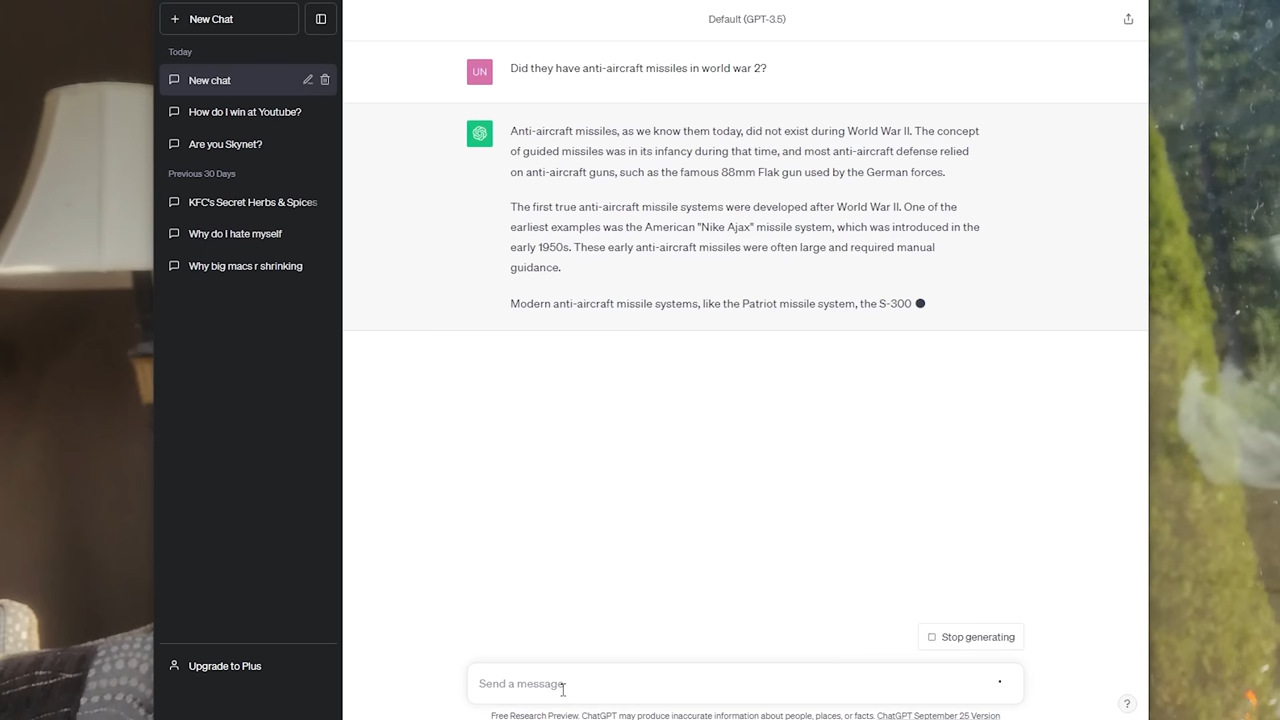 New Chat
Today
New chat
How do I win at Youtube?
Are you Skynet?
Previous 30 Days
KFC's Secret Herbs & Spices
Why do I hate myself
Why big macs r shrinking
Upgrade to Plus
Default (GPT-3.5)
UN
Did they have anti-aircraft missiles in world war 2?
Anti-aircraft missiles, as we know them today, did not exist during World War II. The concept
of guided missiles was in its infancy during that time, and most anti-aircraft defense relied
on anti-aircraft guns, such as the famous 88mm Flak gun used by the German forces.
The first true anti-aircraft missile systems were developed after World War II. One of the
earliest examples was the American "Nike Ajax" missile system, which was introduced in the
early 1950s. These early anti-aircraft missiles were often large and required manual
guidance.
Modern anti-aircraft missile systems, like the Patriot missile system, the S-300
Stop generating
Send a message
Free Research Preview. ChatGPT may produce inaccurate information about people, places, or facts. ChatGPT September 25 Version
?